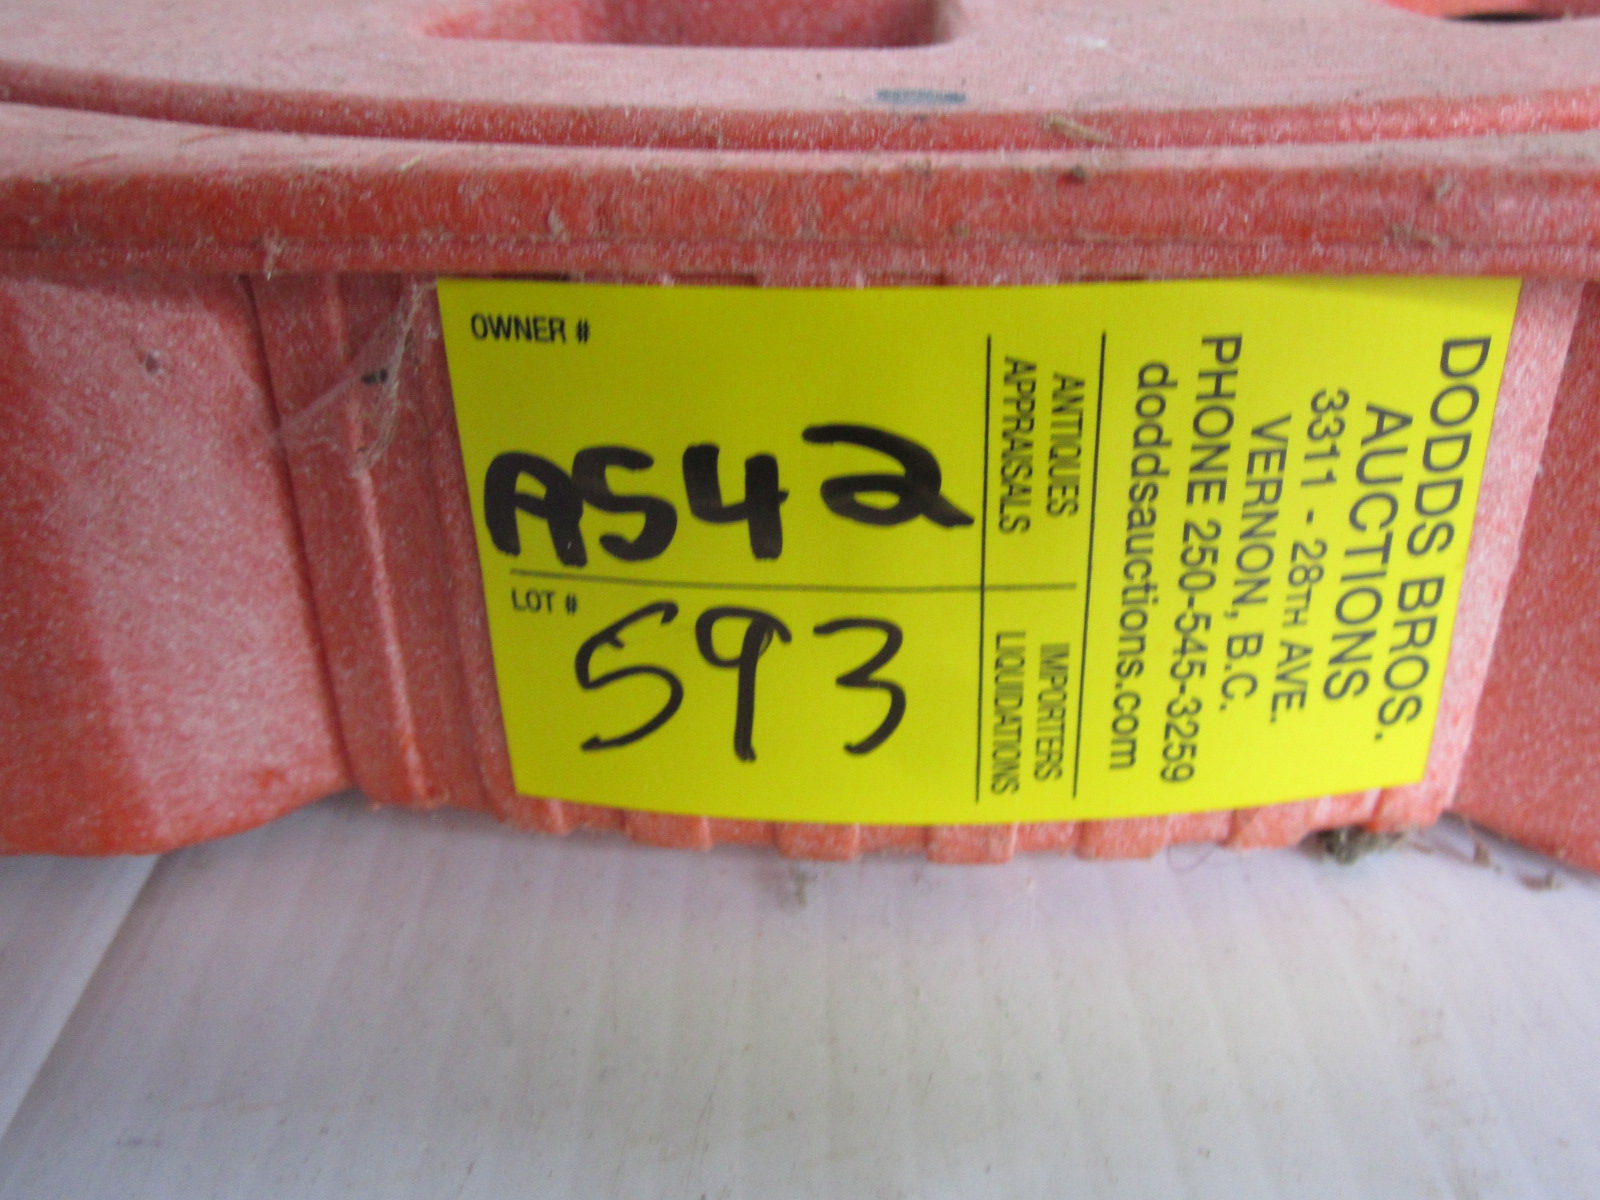 OWNER #
A542
LOT #
593
ANTIQUES
APPRAISALS
IMPORTERS
LIQUIDATIONS
DODDS BROS.
AUCTIONS
3311 - 28TH AVE.
VERNON, B.C.
PHONE 250-545-3259
doddsauctions.com